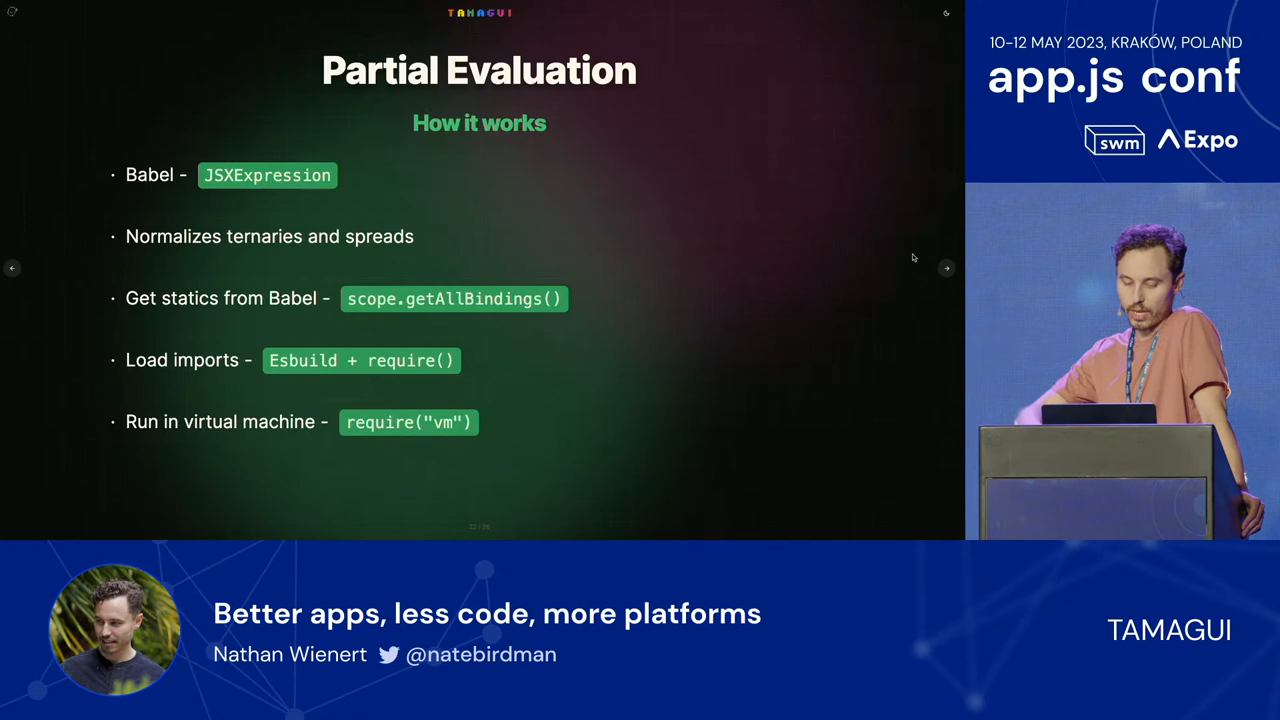 TAMAGUI
Partial Evaluation
How it works
· Babel - JSXExpression
· Normalizes ternaries and spreads
· Get statics from Babel - scope.getAllBindings()
· Load imports - Esbuild + require()
· Run in virtual machine - require("vm")
10-12 MAY 2023, KRAKÓW, POLAND
app.js conf
swm Expo
Better apps, less code, more platforms
Nathan Wienert @natebirdman
TAMAGUI